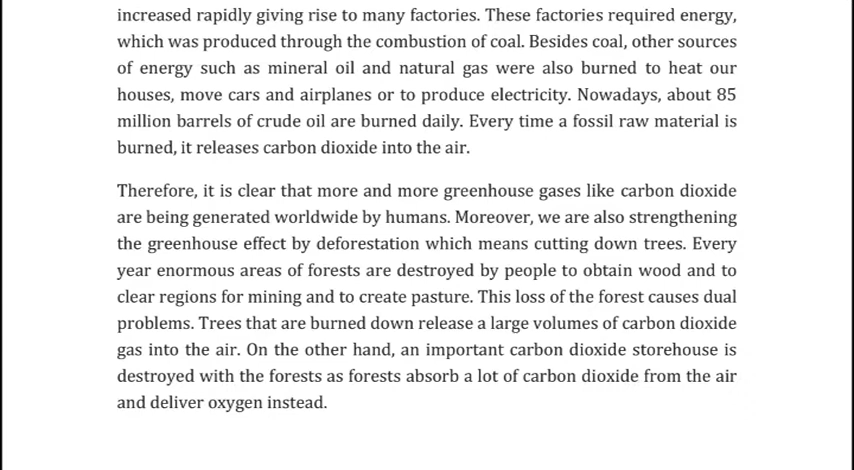 increased rapidly giving rise to many factories. These factories required energy,
which was produced through the combustion of coal. Besides coal, other sources
of energy such as mineral oil and natural gas were also burned to heat our
houses, move cars and airplanes or to produce electricity. Nowadays, about 85
million barrels of crude oil are burned daily. Every time a fossil raw material is
burned, it releases carbon dioxide into the air.
Therefore, it is clear that more and more greenhouse gases like carbon dioxide
are being generated worldwide by humans. Moreover, we are also strengthening
the greenhouse effect by deforestation which means cutting down trees. Every
year enormous areas of forests are destroyed by people to obtain wood and to
clear regions for mining and to create pasture. This loss of the forest causes dual
problems. Trees that are burned down release a large volumes of carbon dioxide
gas into the air. On the other hand, an important carbon dioxide storehouse is
destroyed with the forests as forests absorb a lot of carbon dioxide from the air
and deliver oxygen instead.